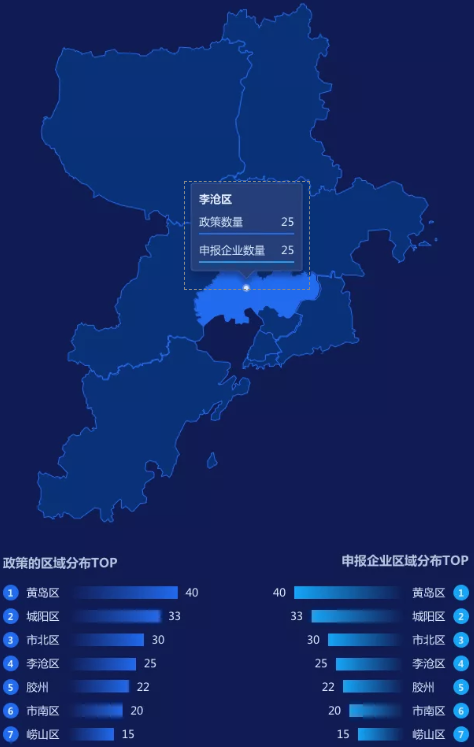 李沧区
政策数量 25
申报企业数量 25
政策的区域分布TOP
1 黄岛区 40
2 城阳区 33
3 市北区 30
4 李沧区 25
5 胶州 22
6 市南区 20
7 崂山区 15
申报企业区域分布TOP
40 黄岛区 1
33 城阳区 2
30 市北区 3
25 李沧区 4
22 胶州 5
20 市南区 6
15 崂山区 7